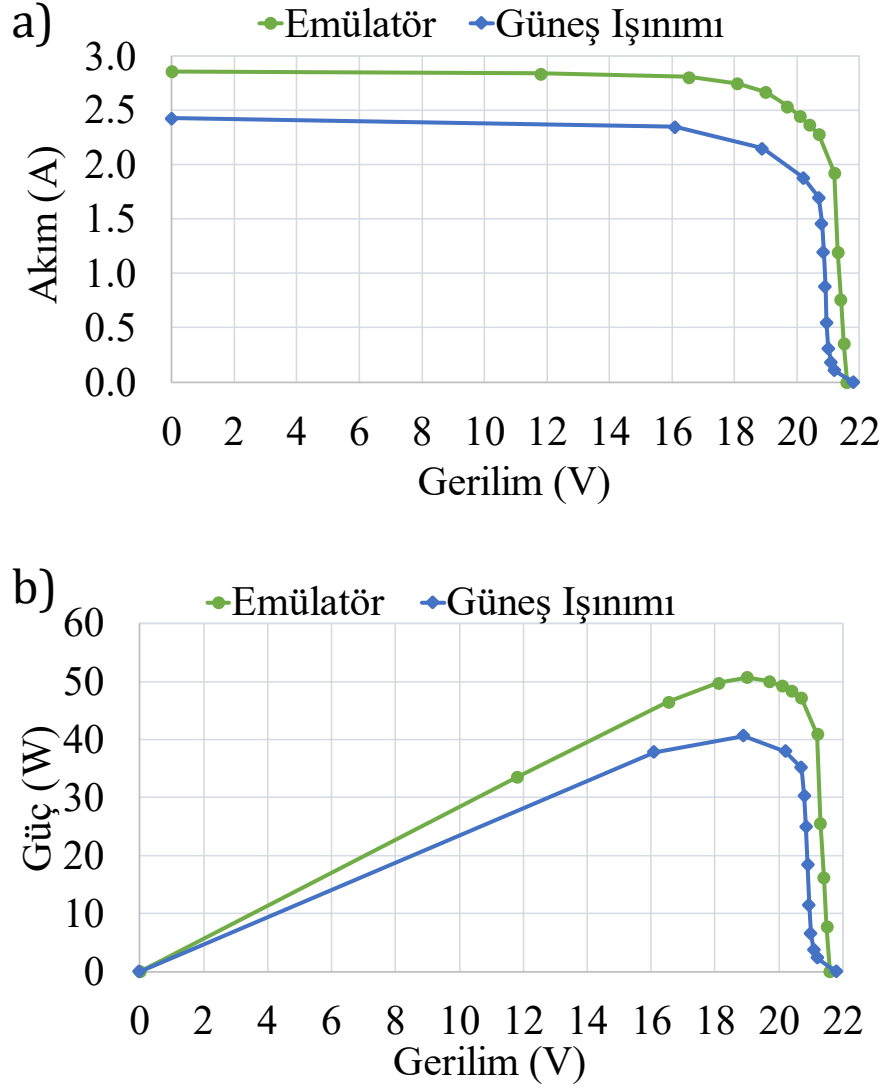 a)
Emülatör Güneş Işınımı
3.0
2.5
2.0
1.5
1.0
0.5
0.0
Akım (A)
0 2 4 6 8 10 12 14 16 18 20 22
Gerilim (V)
b)
Emülatör Güneş Işınımı
60
50
40
30
20
10
0
Güç (W)
0 2 4 6 8 10 12 14 16 18 20 22
Gerilim (V)